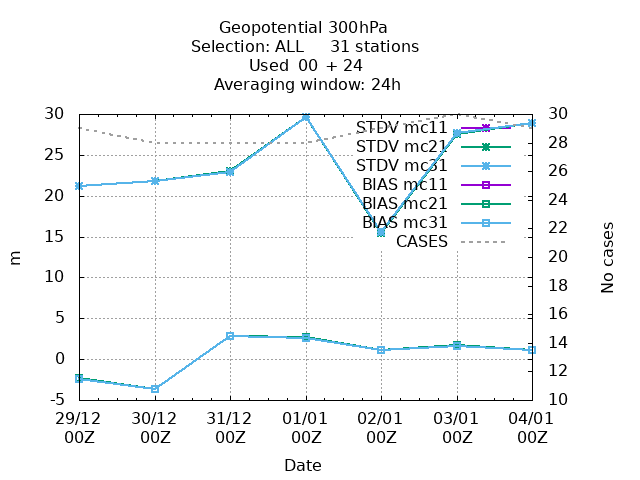 Geopotential 300hPa
Selection: ALL 31 stations
Used 00 + 24
Averaging window: 24h
30
25
20
15
10
5
0
-5
m
30
28
26
24
22
20
18
16
14
12
10
No cases
STDV mc11
STDV mc21
STDV mc31
BIAS mc11
BIAS mc21
BIAS mc31
CASES
29/12 30/12 31/12 01/01 02/01 03/01 04/01
00Z 00Z 00Z 00Z 00Z 00Z 00Z
Date